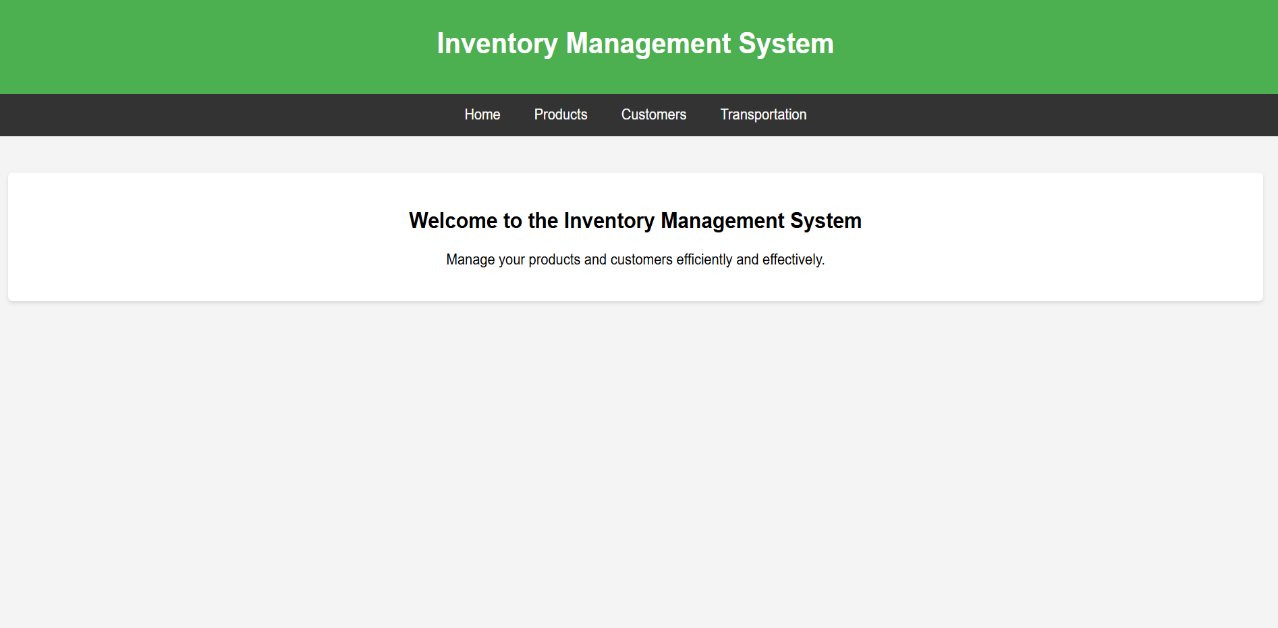 Inventory Management System
Home Products Customers Transportation
Welcome to the Inventory Management System
Manage your products and customers efficiently and effectively.